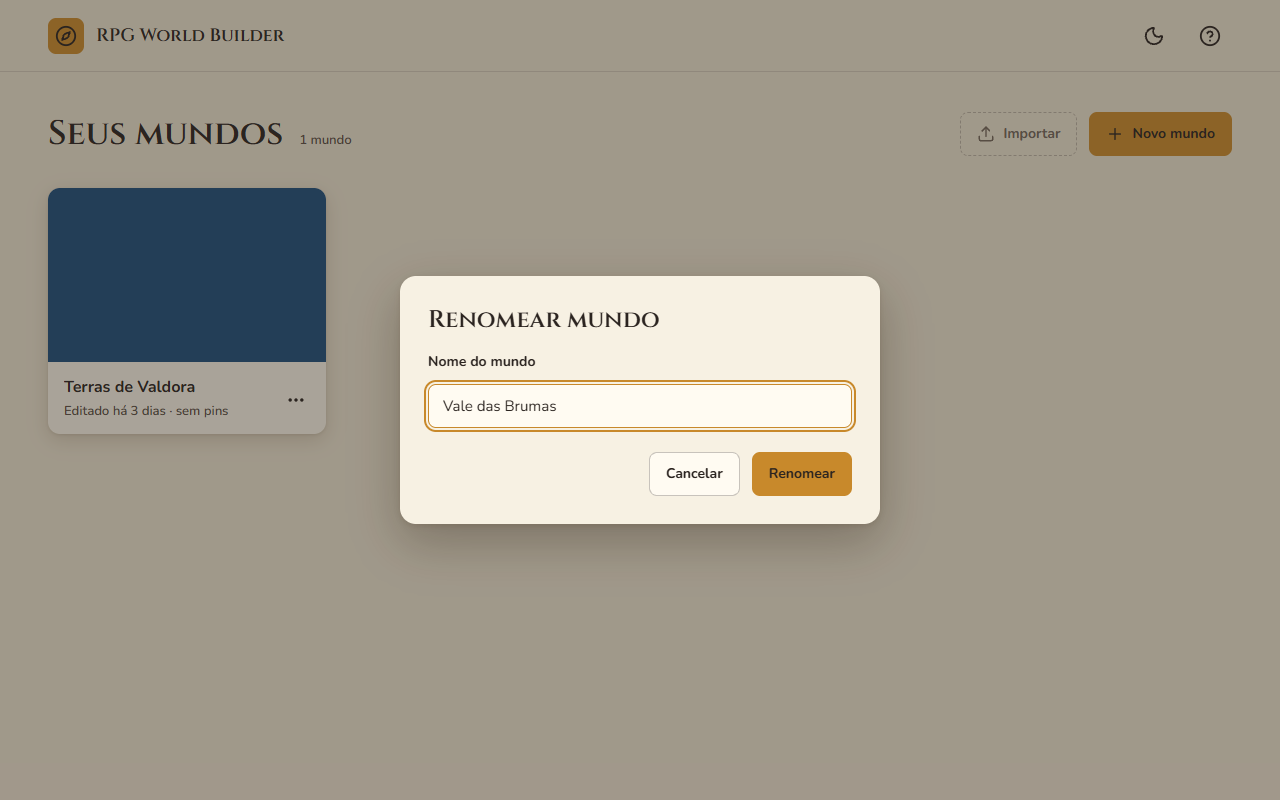 RPG World Builder
Seus mundos
1 mundo
Importar
Novo mundo
Terras de Valdora
Editado há 3 dias · sem pins
Renomear mundo
Nome do mundo
Vale das Brumas
Cancelar
Renomear